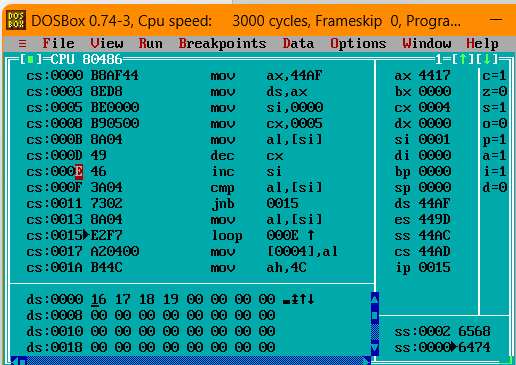 DOSBox 0.74-3, Cpu speed: 3000 cycles, Frameskip 0, Progra...
≡ File View Run Breakpoints Data Options Window Help
[■]=CPU 80486 1=[↑][↓]
cs:0000 B8AF44 mov ax,44AF ax 4417 c=1
cs:0003 8ED8 mov ds,ax bx 0000 z=0
cs:0005 BE0000 mov si,0000 cx 0004 s=1
cs:0008 B90500 mov cx,0005 dx 0000 o=0
cs:000B 8A04 mov al,[si] si 0001 p=1
cs:000D 49 dec cx di 0000 a=1
cs:000E 46 inc si bp 0000 i=1
cs:000F 3A04 cmp al,[si] sp 0000 d=0
cs:0011 7302 jnb 0015 ds 44AF
cs:0013 8A04 mov al,[si] es 449D
cs:0015►E2F7 loop 000E ↑ ss 44AC
cs:0017 A20400 mov [0004],al cs 44AD
cs:001A B44C mov ah,4C ip 0015
ds:0000 16 17 18 19 00 00 00 00 ▬↨↑↓
ds:0008 00 00 00 00 00 00 00 00
ds:0010 00 00 00 00 00 00 00 00 ss:0002 6568
ds:0018 00 00 00 00 00 00 00 00 ss:0000►6474